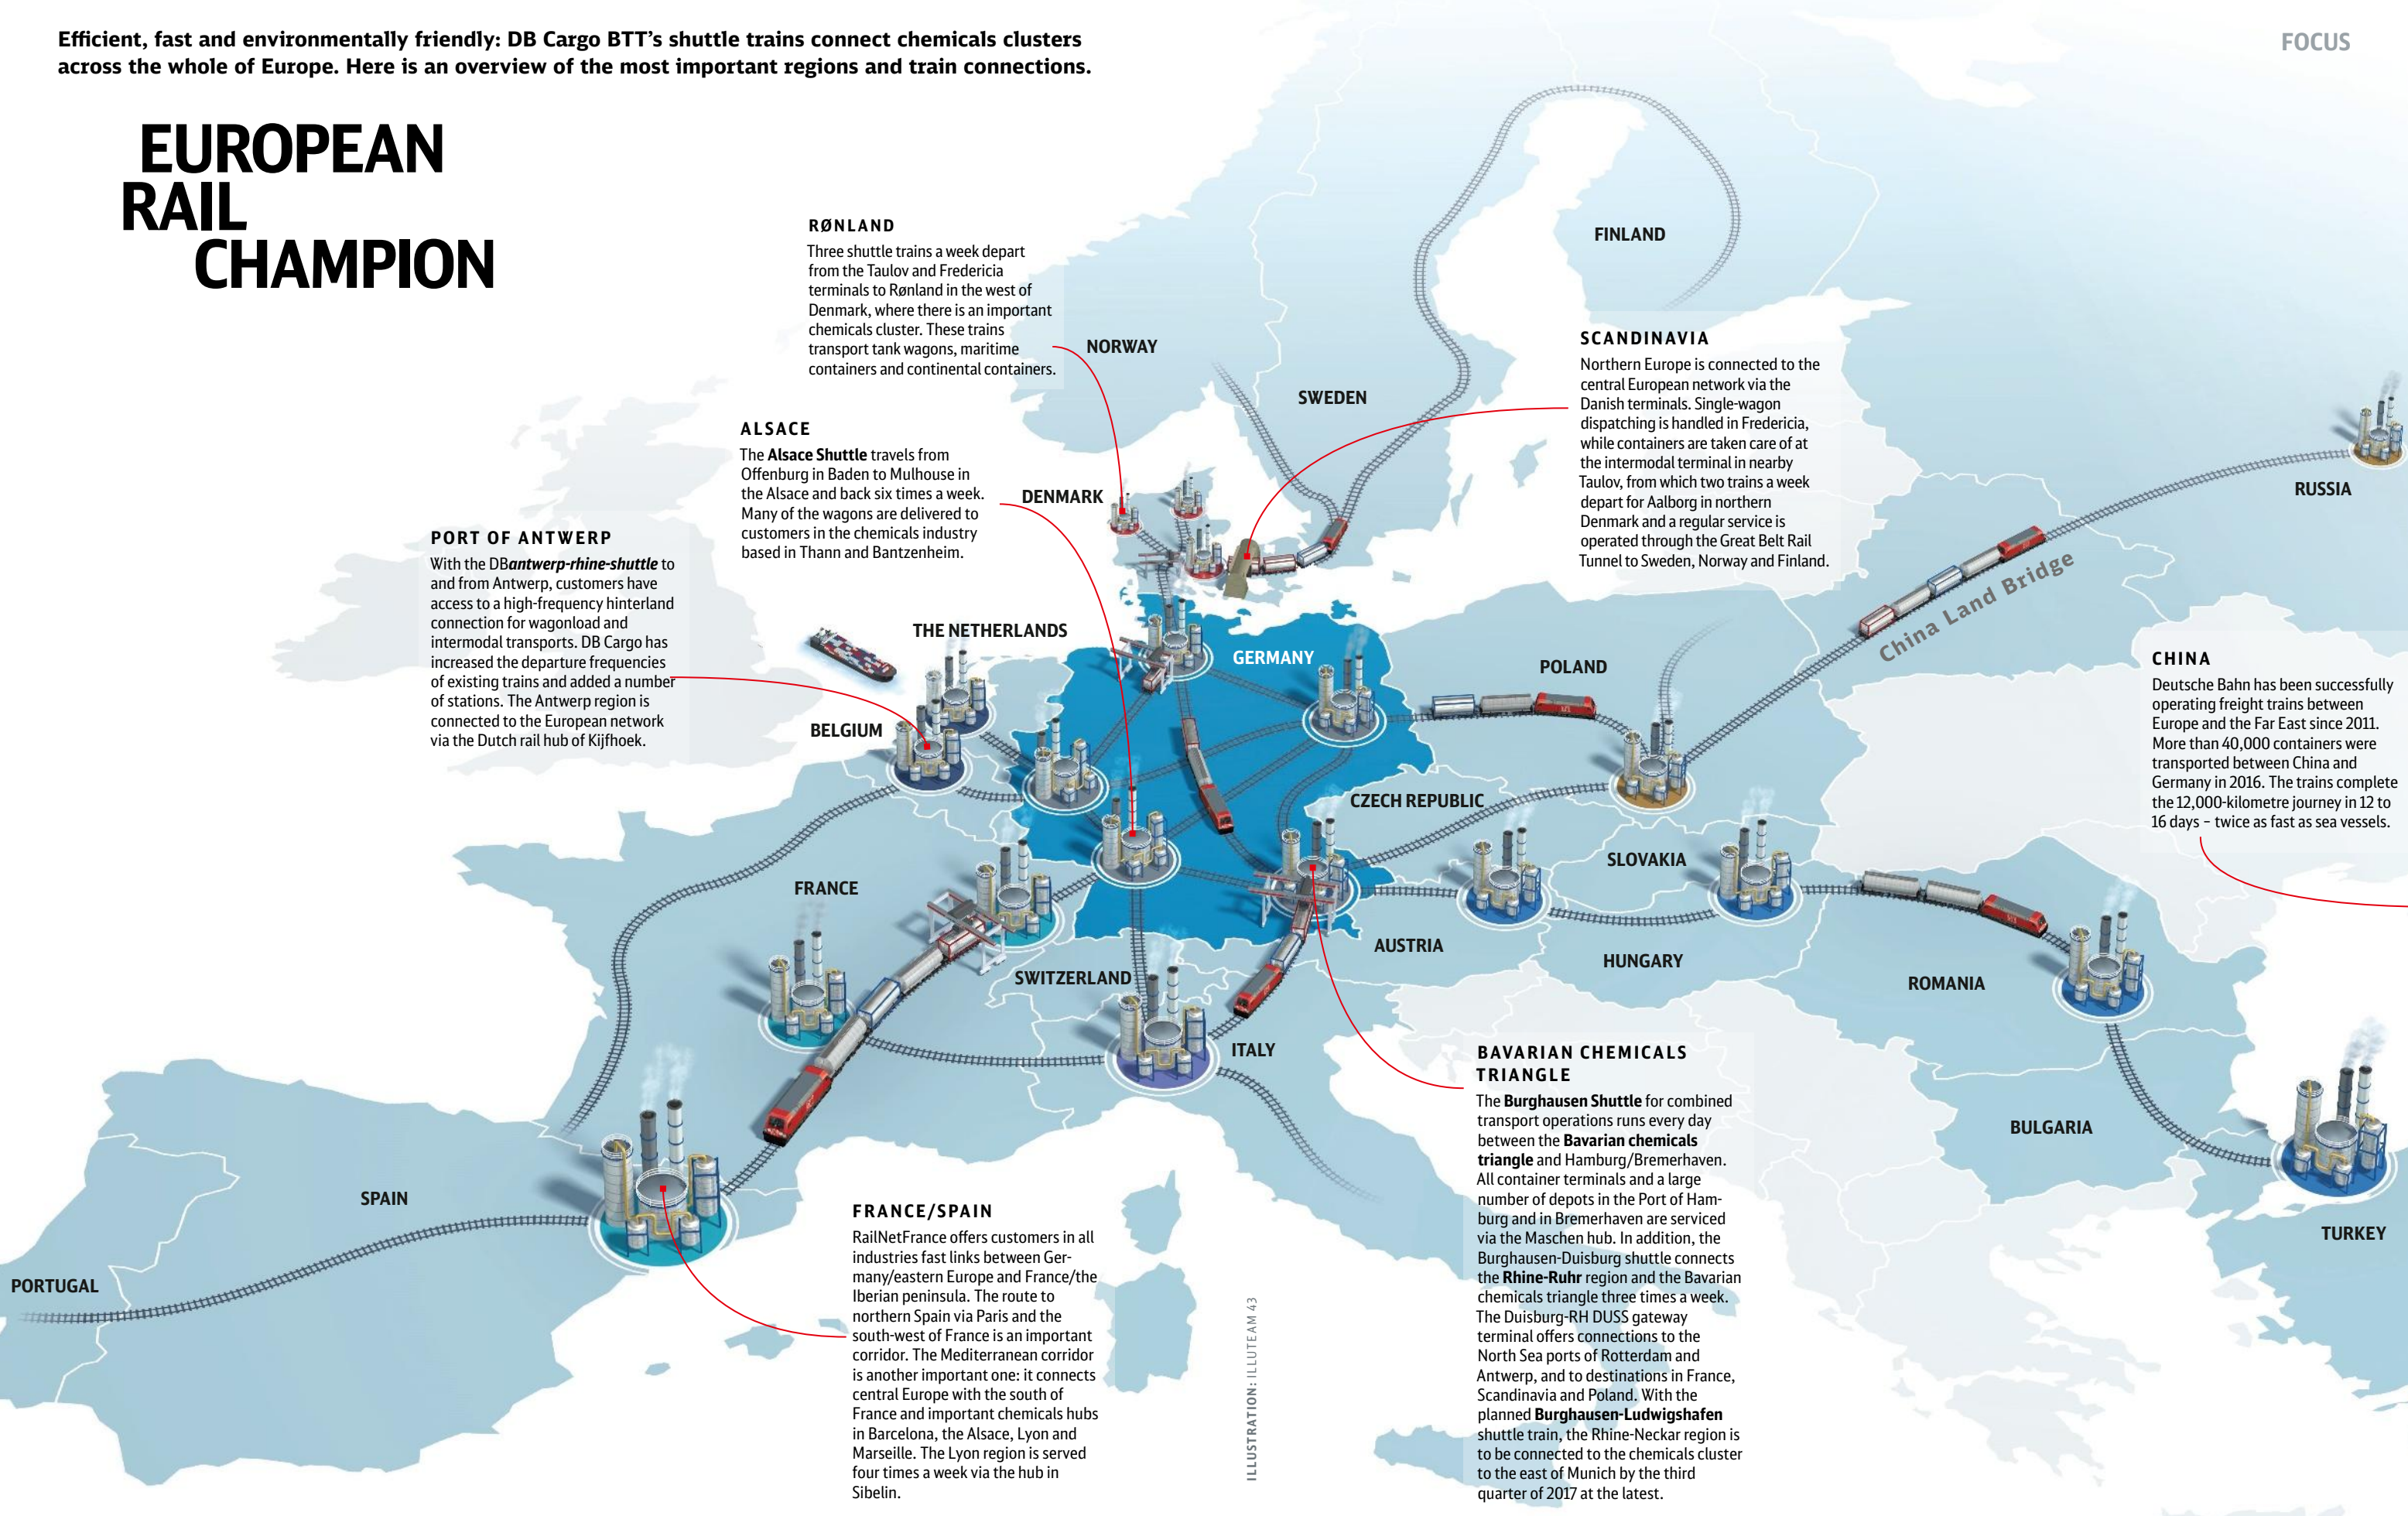 Efficient, fast and environmentally friendly: DB Cargo BTT’s shuttle trains connect chemicals clusters
across the whole of Europe. Here is an overview of the most important regions and train connections.
FOCUS
EUROPEAN
RAIL
CHAMPION
RØNLAND
Three shuttle trains a week depart
from the Taulov and Fredericia
terminals to Rønland in the west of
Denmark, where there is an important
chemicals cluster. These trains
transport tank wagons, maritime
containers and continental containers.
ALSACE
The Alsace Shuttle travels from
Offenburg in Baden to Mulhouse in
the Alsace and back six times a week.
Many of the wagons are delivered to
customers in the chemicals industry
based in Thann and Bantzenheim.
PORT OF ANTWERP
With the DBantwerp-rhine-shuttle to
and from Antwerp, customers have
access to a high-frequency hinterland
connection for wagonload and
intermodal transports. DB Cargo has
increased the departure frequencies
of existing trains and added a number
of stations. The Antwerp region is
connected to the European network
via the Dutch rail hub of Kijfhoek.
SCANDINAVIA
Northern Europe is connected to the
central European network via the
Danish terminals. Single-wagon
dispatching is handled in Fredericia,
while containers are taken care of at
the intermodal terminal in nearby
Taulov, from which two trains a week
depart for Aalborg in northern
Denmark and a regular service is
operated through the Great Belt Rail
Tunnel to Sweden, Norway and Finland.
CHINA
Deutsche Bahn has been successfully
operating freight trains between
Europe and the Far East since 2011.
More than 40,000 containers were
transported between China and
Germany in 2016. The trains complete
the 12,000-kilometre journey in 12 to
16 days – twice as fast as sea vessels.
FRANCE/SPAIN
RailNetFrance offers customers in all
industries fast links between Ger-
many/eastern Europe and France/the
Iberian peninsula. The route to
northern Spain via Paris and the
south-west of France is an important
corridor. The Mediterranean corridor
is another important one: it connects
central Europe with the south of
France and important chemicals hubs
in Barcelona, the Alsace, Lyon and
Marseille. The Lyon region is served
four times a week via the hub in
Sibelin.
BAVARIAN CHEMICALS
TRIANGLE
The Burghausen Shuttle for combined
transport operations runs every day
between the Bavarian chemicals
triangle and Hamburg/Bremerhaven.
All container terminals and a large
number of depots in the Port of Ham-
burg and in Bremerhaven are serviced
via the Maschen hub. In addition, the
Burghausen-Duisburg shuttle connects
the Rhine-Ruhr region and the Bavarian
chemicals triangle three times a week.
The Duisburg-RH DUSS gateway
terminal offers connections to the
North Sea ports of Rotterdam and
Antwerp, and to destinations in France,
Scandinavia and Poland. With the
planned Burghausen-Ludwigshafen
shuttle train, the Rhine-Neckar region is
to be connected to the chemicals cluster
to the east of Munich by the third
quarter of 2017 at the latest.
FINLAND
NORWAY
SWEDEN
DENMARK
RUSSIA
China Land Bridge
THE NETHERLANDS
GERMANY
POLAND
BELGIUM
CZECH REPUBLIC
SLOVAKIA
FRANCE
AUSTRIA
HUNGARY
SWITZERLAND
ROMANIA
ITALY
BULGARIA
SPAIN
TURKEY
PORTUGAL
ILLUSTRATION: ILLUTEAM 43